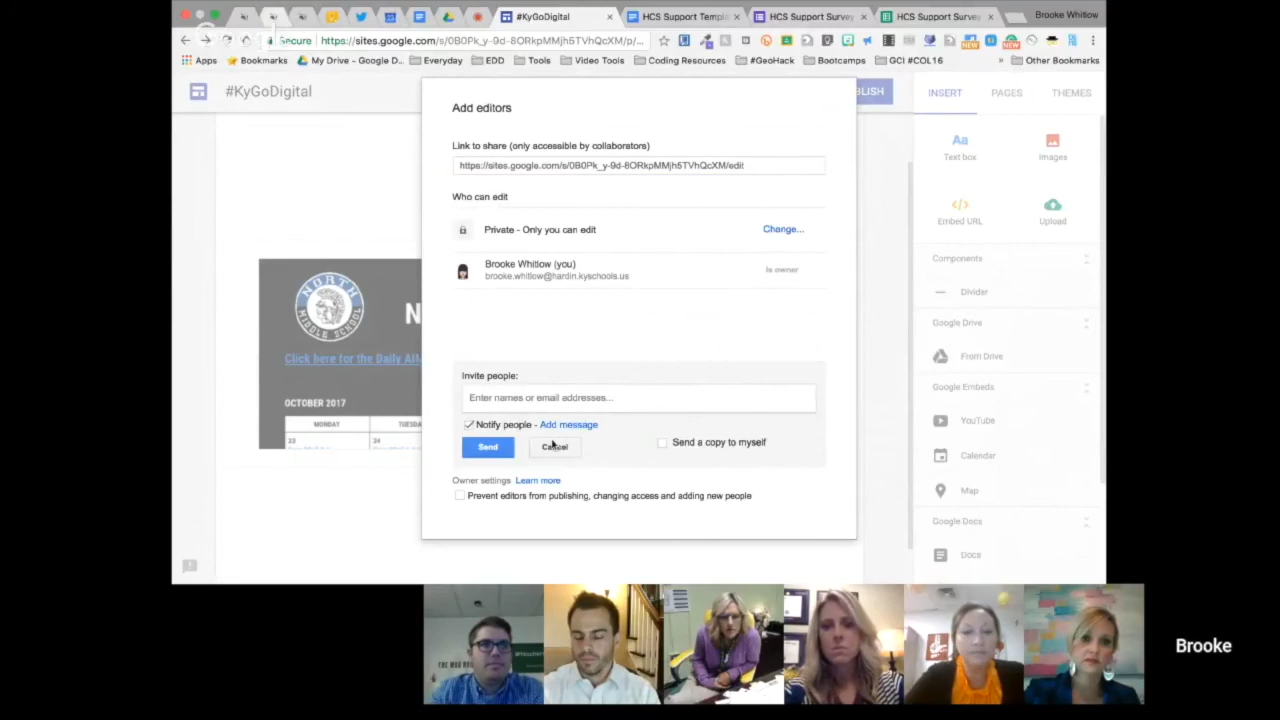 #KyGoDigital
HCS Support Templ
HCS Support Survey
HCS Support Survey
Brooke Whitlow
Secure
https://sites.google.com/s/0B0Pk_y-9d-8ORkpMMjh5TVhQcXM/p/...
Apps
Bookmarks
My Drive - Google D...
Everyday
EDD
Tools
Video Tools
Coding Resources
#GeoHack
Bootcamps
GCI #COL16
»
Other Bookmarks
#KyGoDigital
BLISH
INSERT
PAGES
THEMES
Add editors
Link to share (only accessible by collaborators)
https://sites.google.com/s/0B0Pk_y-9d-8ORkpMMjh5TVhQcXM/edit
Who can edit
Private - Only you can edit
Change...
Brooke Whitlow (you)
brooke.whitlow@hardin.kyschools.us
Is owner
Invite people:
Enter names or email addresses...
Notify people - Add message
Send
Cancel
Send a copy to myself
Owner settings Learn more
Prevent editors from publishing, changing access and adding new people
NORTH
MIDDLE SCHOOL
N
Click here for the Daily AIM
OCTOBER 2017
MONDAY
TUESD
23
24
Text box
Images
Embed URL
Upload
Components
Divider
Google Drive
From Drive
Google Embeds
YouTube
Calendar
Map
Google Docs
Docs
Brooke